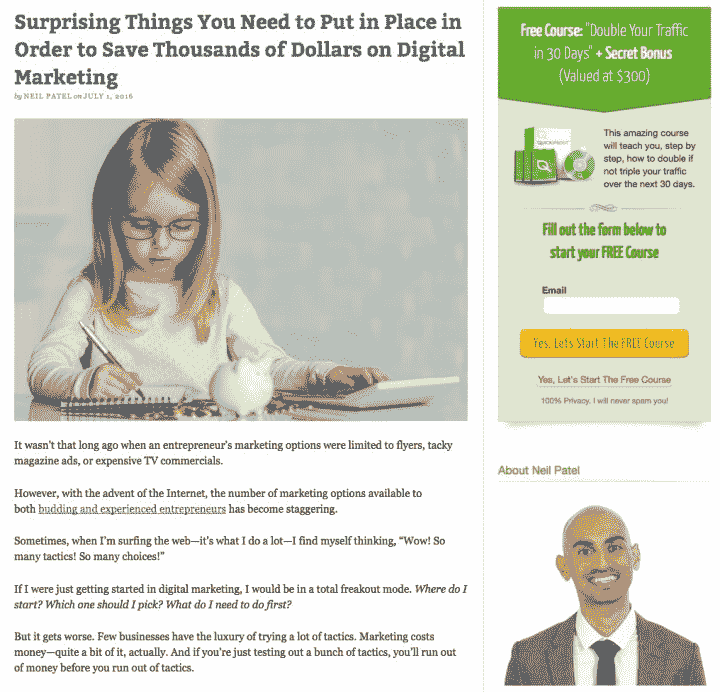 Surprising Things You Need to Put in Place in
Order to Save Thousands of Dollars on Digital
Marketing
by NEIL PATEL on JULY 1, 2016
It wasn't that long ago when an entrepreneur's marketing options were limited to flyers, tacky
magazine ads, or expensive TV commercials.
However, with the advent of the Internet, the number of marketing options available to
both budding and experienced entrepreneurs has become staggering.
Sometimes, when I'm surfing the web—it's what I do a lot—I find myself thinking, “Wow! So
many tactics! So many choices!”
If I were just getting started in digital marketing, I would be in a total freakout mode. Where do I
start? Which one should I pick? What do I need to do first?
But it gets worse. Few businesses have the luxury of trying a lot of tactics. Marketing costs
money—quite a bit of it, actually. And if you're just testing out a bunch of tactics, you'll run out
of money before you run out of tactics.
Free Course: "Double Your Traffic
in 30 Days" + Secret Bonus
(Valued at $300)
This amazing course
will teach you, step by
step, how to double if
not triple your traffic
over the next 30 days.
Fill out the form below to
start your FREE Course
Email
Yes, Lets Start The FREE Course
Yes, Let's Start The Free Course
100% Privacy. I will never spam you!
About Neil Patel